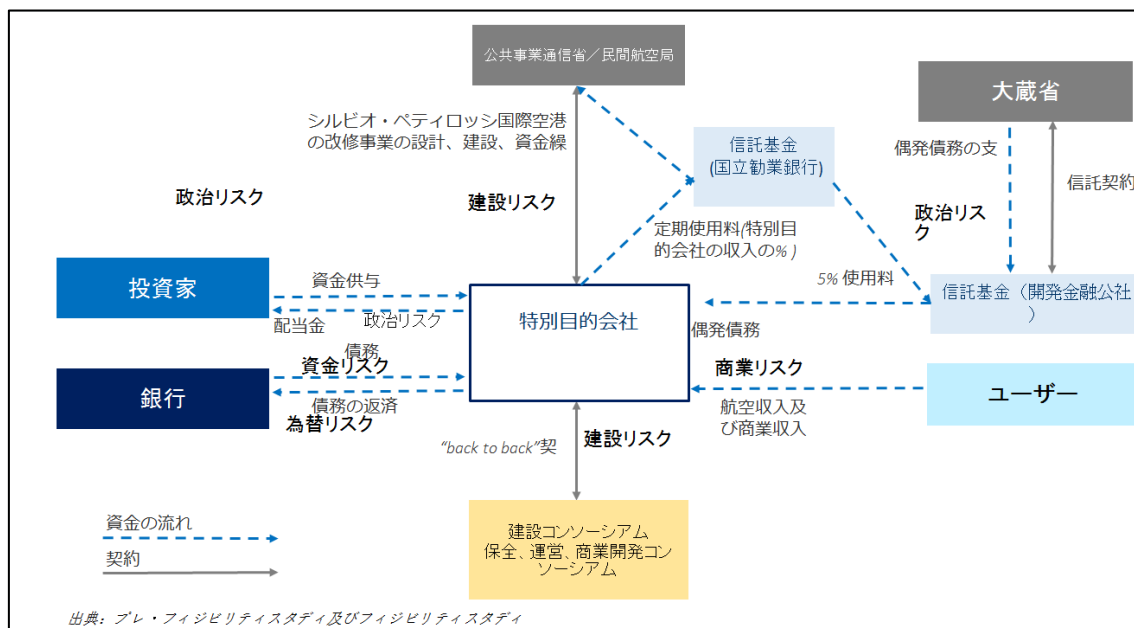 公共事業通信省／民間航空局
大蔵省
シルビオ・ペティロッシ国際空港
の改修事業の設計、建設、資金繰
信託基金
(国立勧業銀行)
偶発債務の支
信託契約
政治リスク
建設リスク
政治リス
ク
定期使用料(特別目
的会社の収入の%)
投資家
資金供与
配当金
政治リスク
特別目的会社
5% 使用料
偶発債務
信託基金（開発金融公社
）
債務
資金リスク
銀行
債務の返済
為替リスク
商業リスク
ユーザー
航空収入及
び商業収入
“back to back”契
建設リスク
建設コンソーシアム
保全、運営、商業開発コン
ソーシアム
資金の流れ
契約
出典: プレ・フィジビリティスタディ及びフィジビリティスタディ